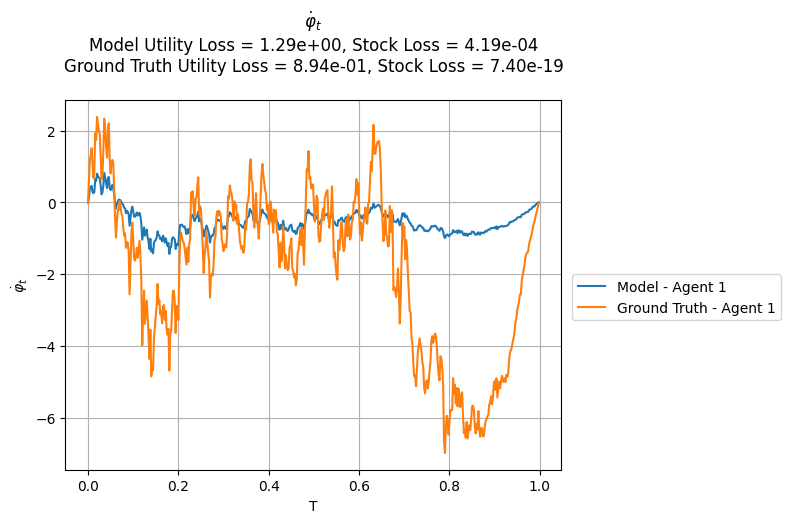 φ̇ₜ
Model Utility Loss = 1.29e+00, Stock Loss = 4.19e-04
Ground Truth Utility Loss = 8.94e-01, Stock Loss = 7.40e-19
2
0
−2
−4
−6
φ̇ₜ
0.0 0.2 0.4 0.6 0.8 1.0
T
Model - Agent 1
Ground Truth - Agent 1